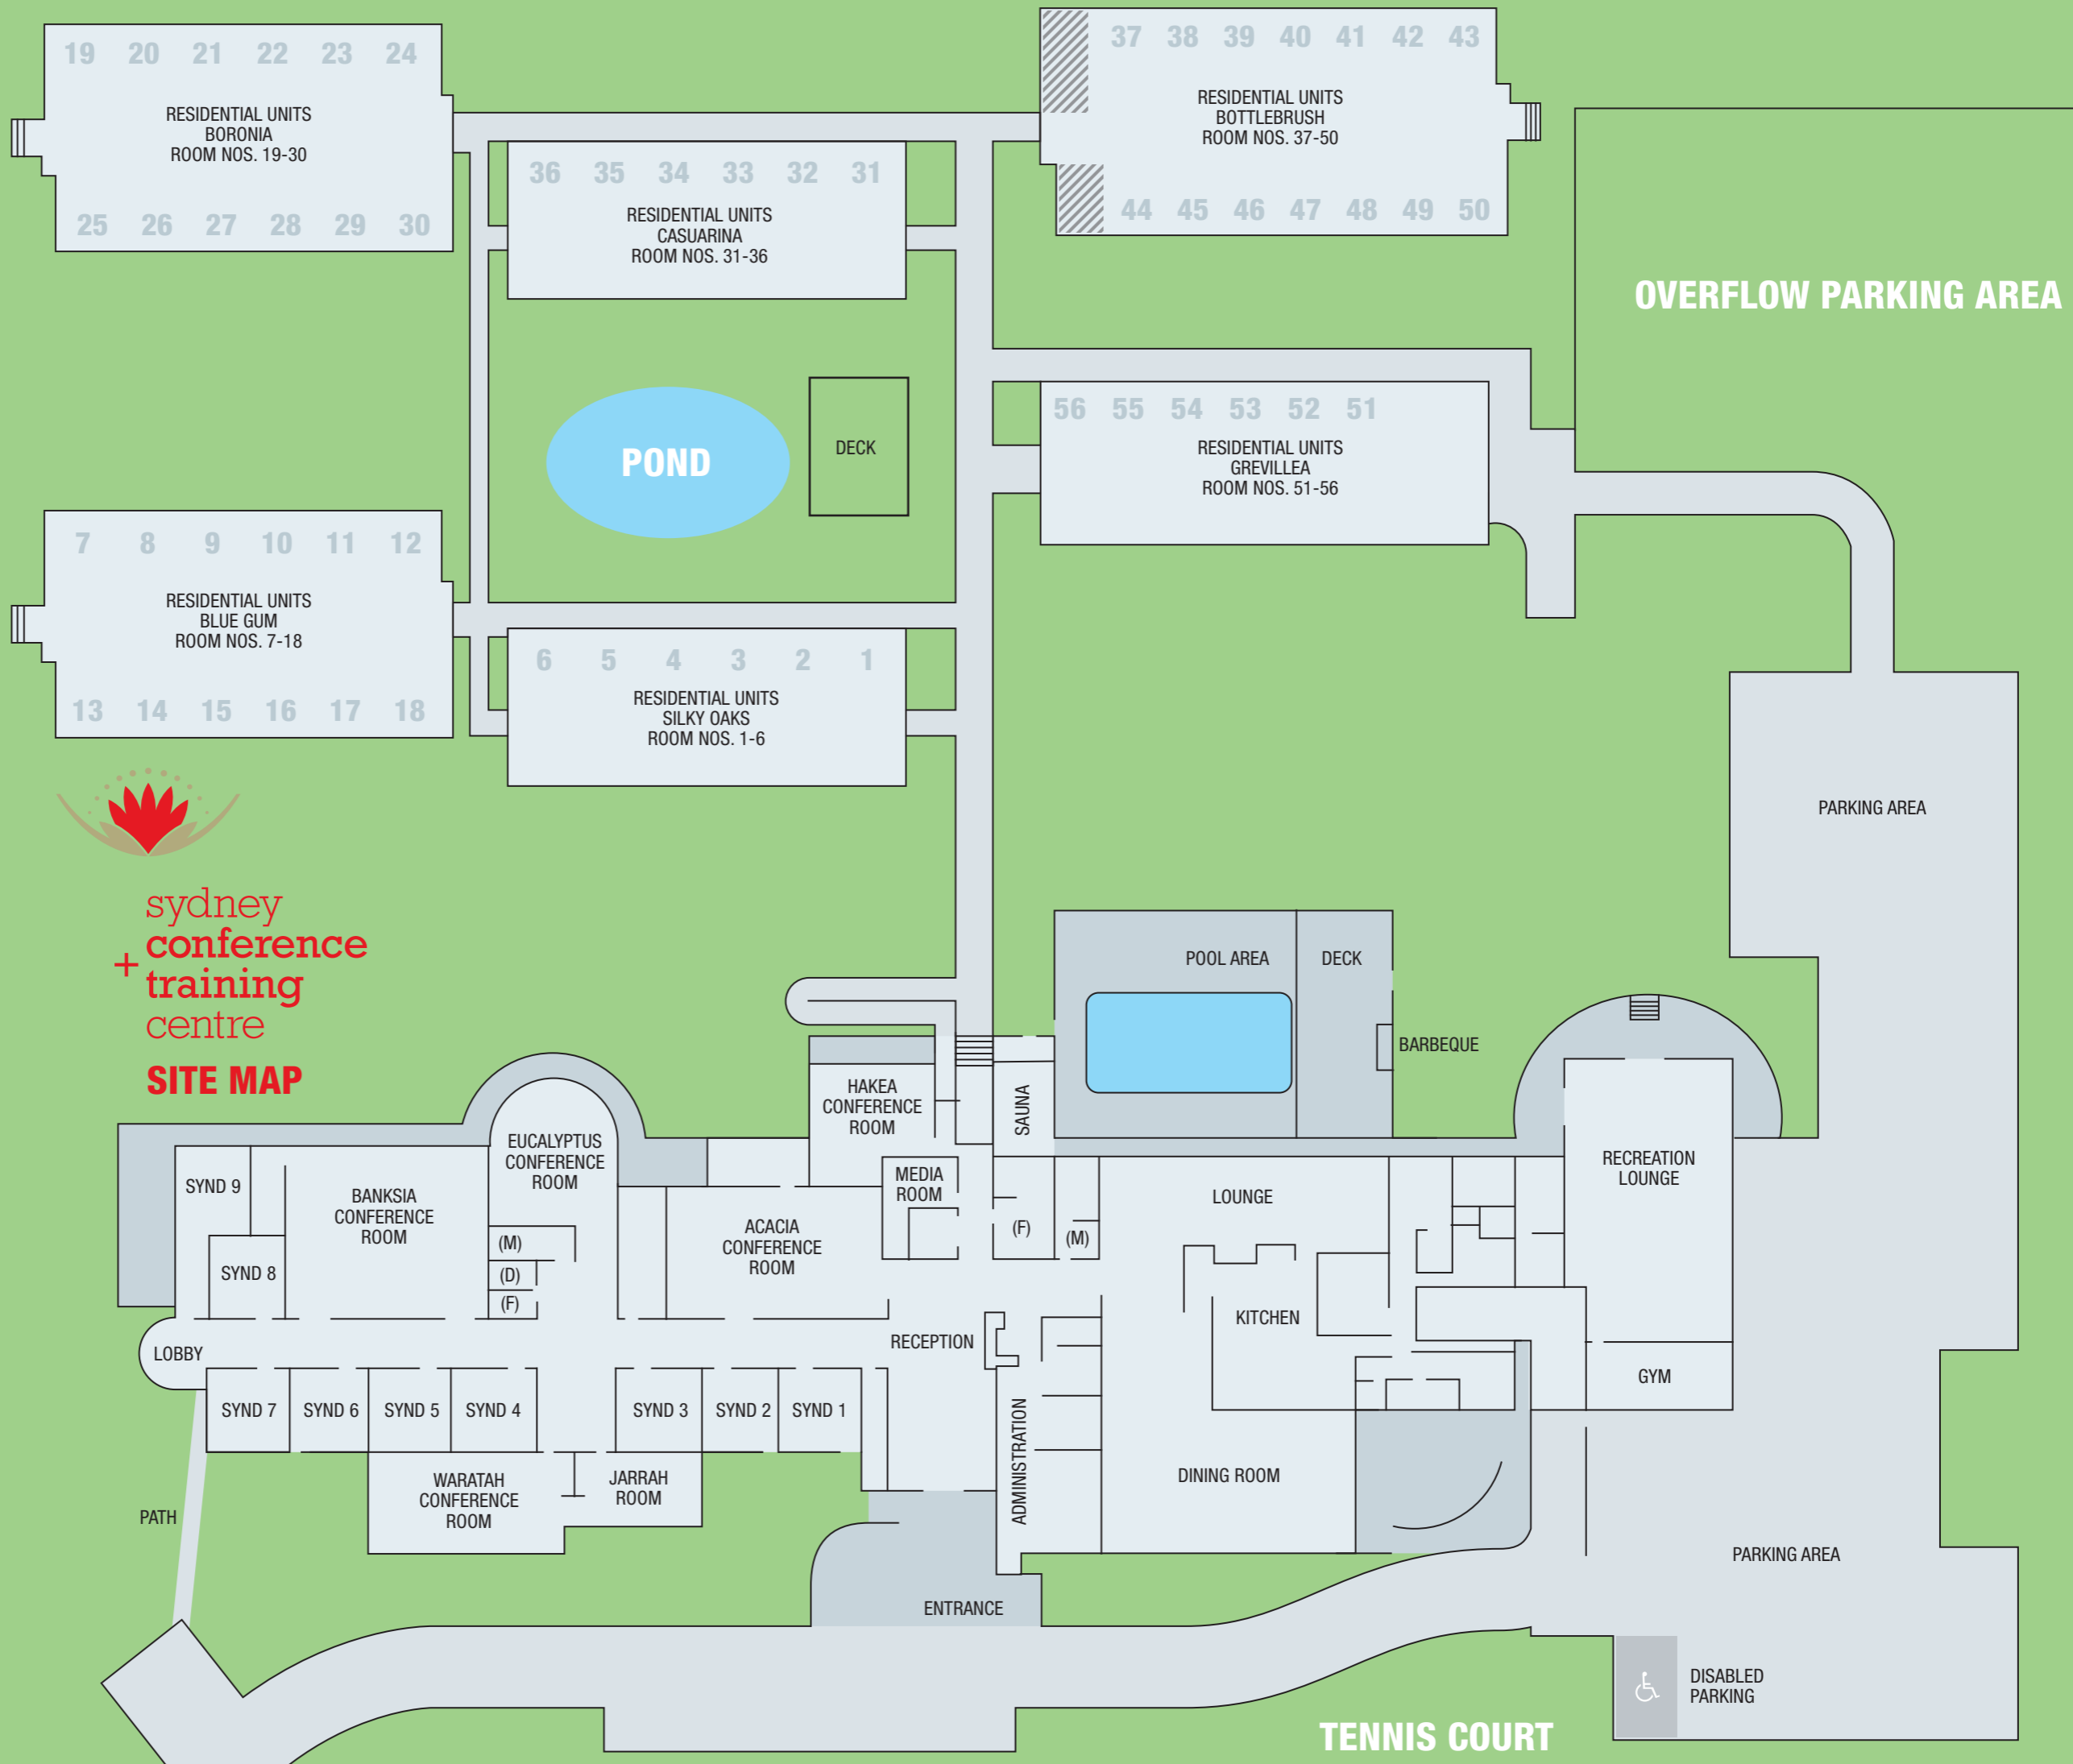 19 20 21 22 23 24
RESIDENTIAL UNITS
BORONIA
ROOM NOS. 19-30
25 26 27 28 29 30
37 38 39 40 41 42 43
RESIDENTIAL UNITS
BOTTLEBRUSH
ROOM NOS. 37-50
44 45 46 47 48 49 50
36 35 34 33 32 31
RESIDENTIAL UNITS
CASUARINA
ROOM NOS. 31-36
OVERFLOW PARKING AREA
POND
DECK
56 55 54 53 52 51
RESIDENTIAL UNITS
GREVILLEA
ROOM NOS. 51-56
7 8 9 10 11 12
RESIDENTIAL UNITS
BLUE GUM
ROOM NOS. 7-18
13 14 15 16 17 18
6 5 4 3 2 1
RESIDENTIAL UNITS
SILKY OAKS
ROOM NOS. 1-6
PARKING AREA
sydney
conference
+ training
centre
SITE MAP
POOL AREA
DECK
BARBEQUE
HAKEA
CONFERENCE
ROOM
SAUNA
EUCALYPTUS
CONFERENCE
ROOM
MEDIA
ROOM
RECREATION
LOUNGE
SYND 9
BANKSIA
CONFERENCE
ROOM
LOUNGE
ACACIA
CONFERENCE
ROOM
(F)
(M)
(M)
(D)
(F)
SYND 8
KITCHEN
RECEPTION
LOBBY
GYM
SYND 7
SYND 6
SYND 5
SYND 4
SYND 3
SYND 2
SYND 1
ADMINISTRATION
WARATAH
CONFERENCE
ROOM
JARRAH
ROOM
DINING ROOM
PATH
PARKING AREA
ENTRANCE
DISABLED
PARKING
TENNIS COURT